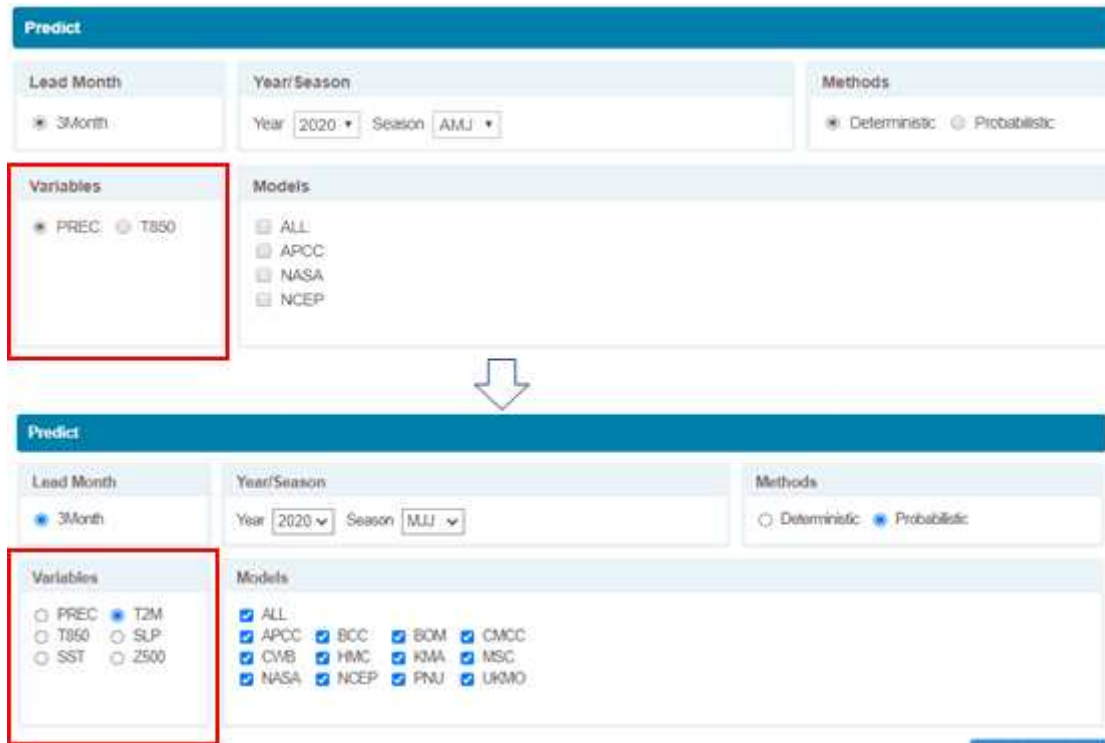 Predict
Lead Month
Year/Season
Methods
3Month
Year 2020 Season AMJ
Deterministic Probabilistic
Variables
Models
PREC T850
ALL
APCC
NASA
NCEP
Predict
Lead Month
Year/Season
Methods
3Month
Year 2020 Season MJJ
Deterministic Probabilistic
Variables
Models
PREC T2M
T850 SLP
SST Z500
ALL
APCC BCC BOM CMCC
CWB HMC KMA MSC
NASA NCEP PNU UKMO